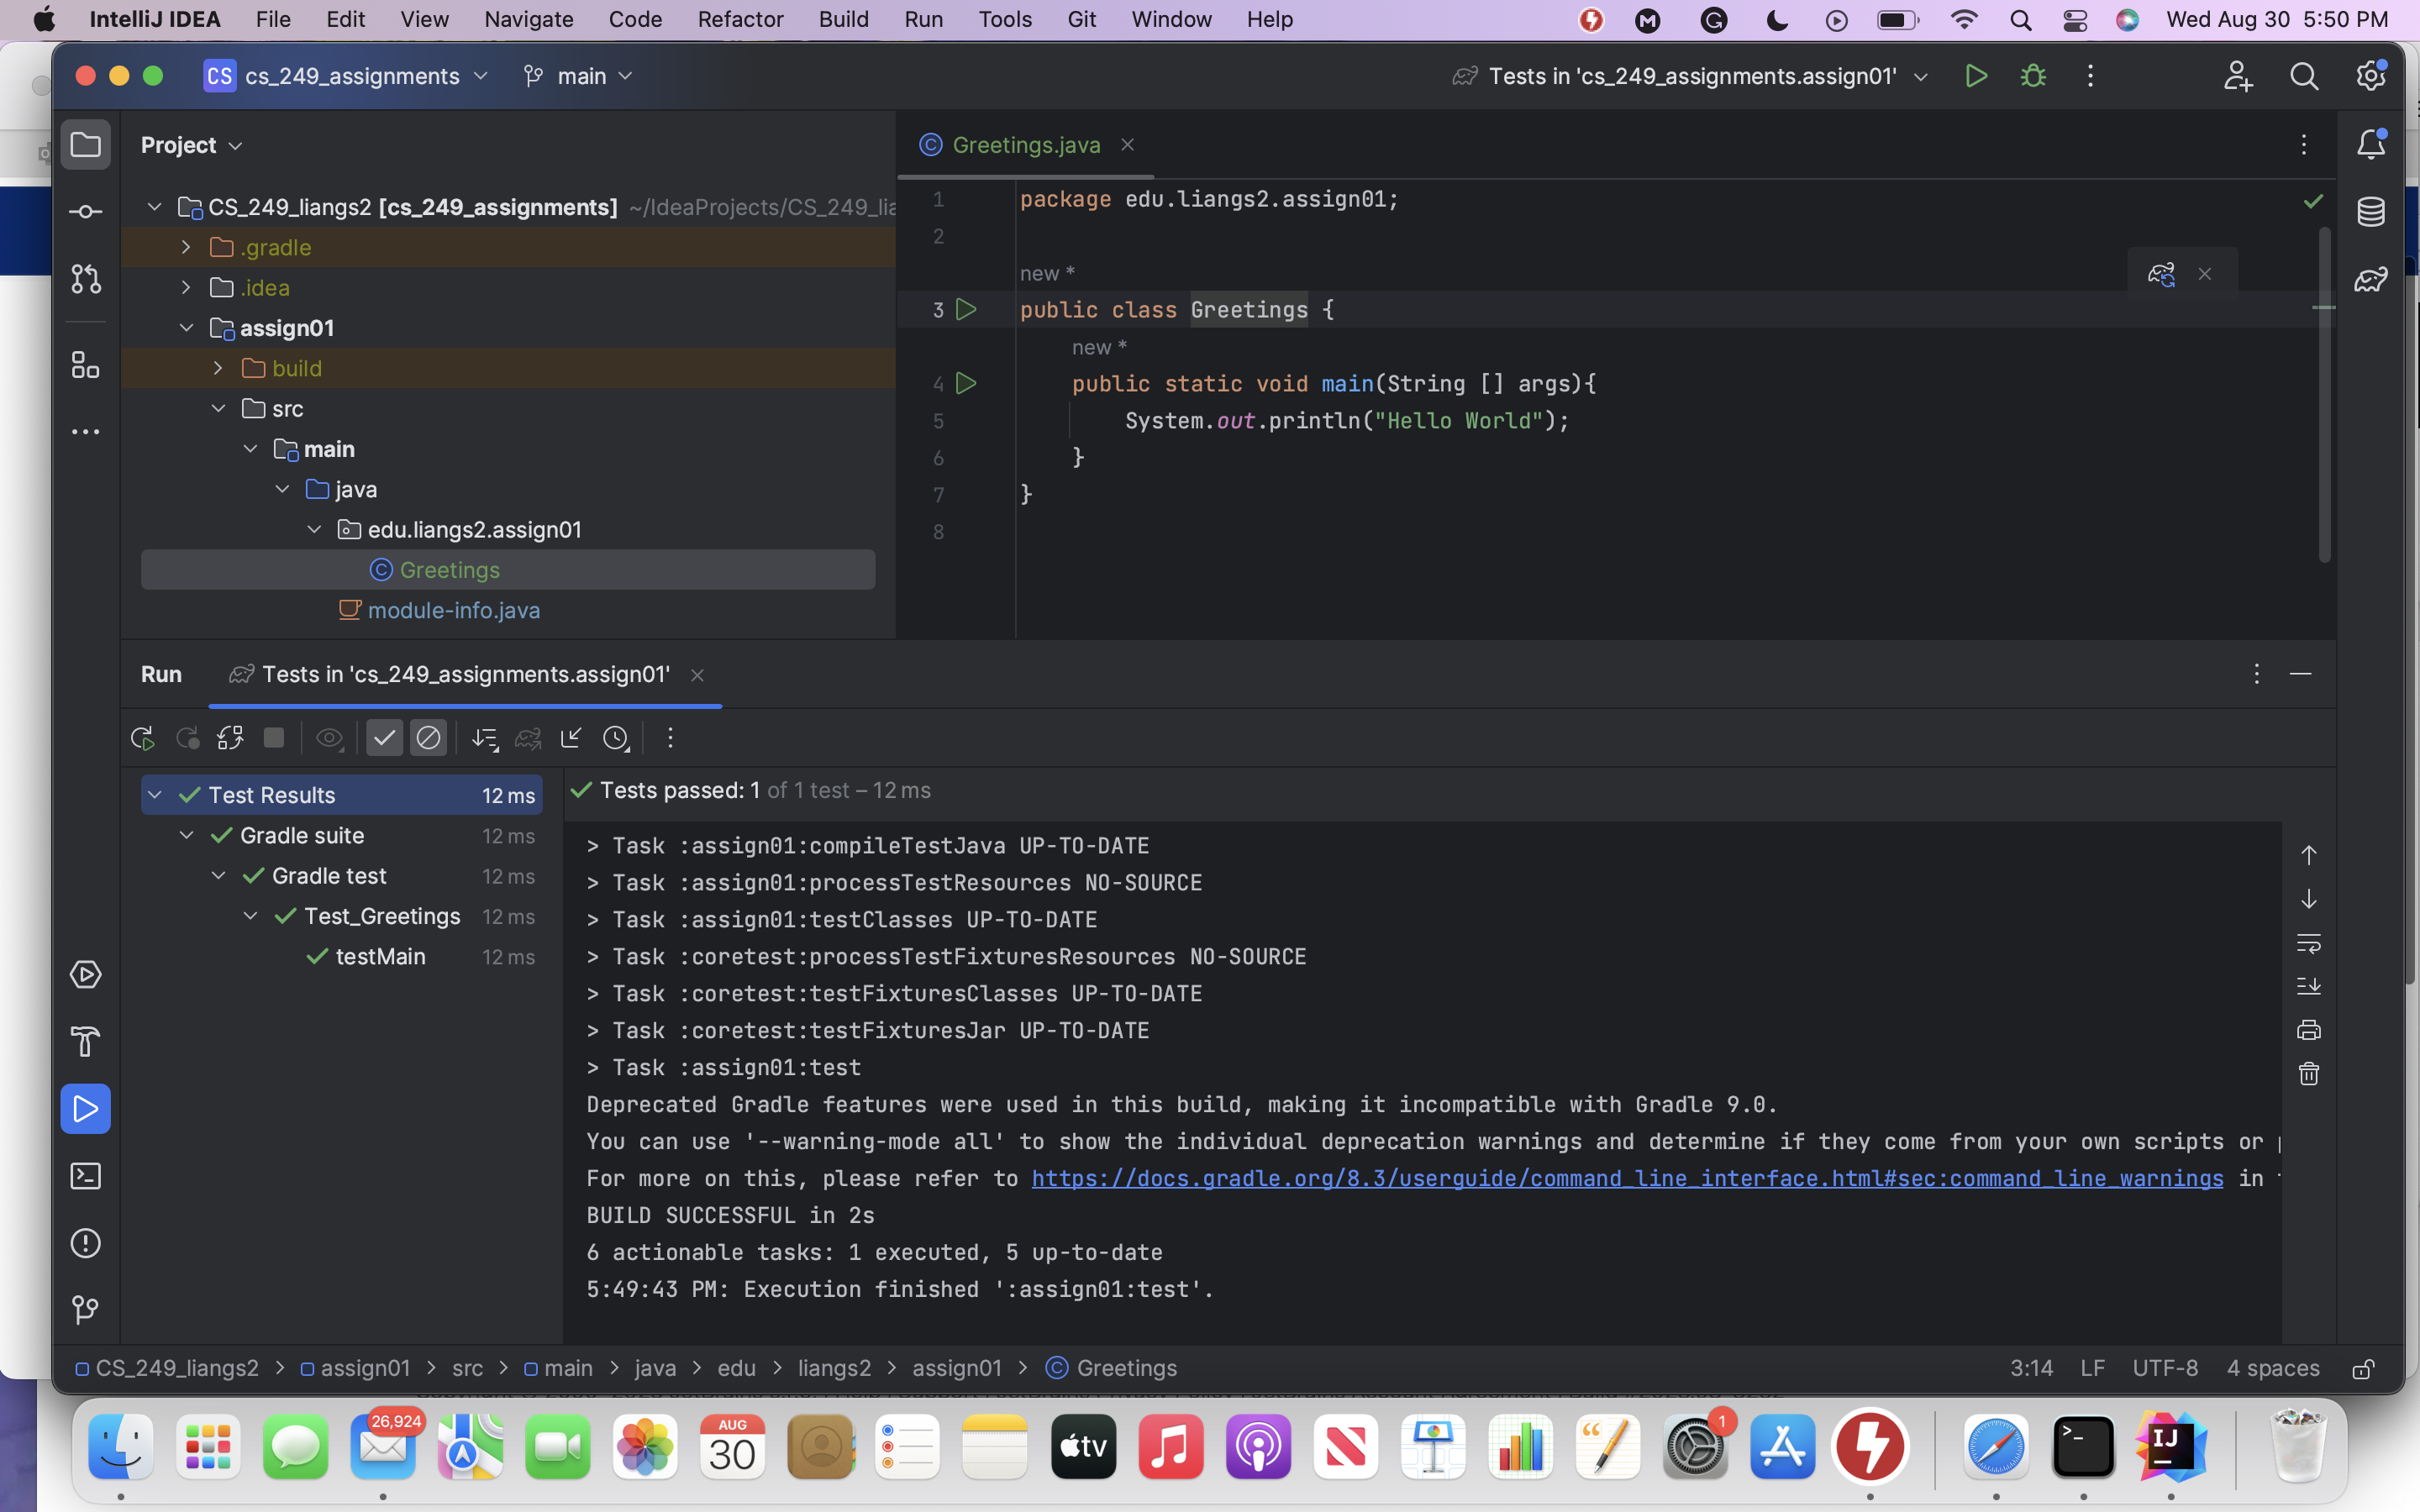 IntelliJ IDEA File Edit View Navigate Code Refactor Build Run Tools Git Window Help Wed Aug 30 5:50 PM
CS cs_249_assignments main Tests in 'cs_249_assignments.assign01'
Project
Greetings.java
CS_249_liangs2 [cs_249_assignments] ~/IdeaProjects/CS_249_lia
.gradle
.idea
assign01
build
src
main
java
edu.liangs2.assign01
Greetings
module-info.java
1 package edu.liangs2.assign01;
2
new *
3 public class Greetings {
new *
4 public static void main(String [] args){
5 System.out.println("Hello World");
6 }
7 }
8
Run Tests in 'cs_249_assignments.assign01'
Test Results 12 ms
Gradle suite 12 ms
Gradle test 12 ms
Test_Greetings 12 ms
testMain 12 ms
Tests passed: 1 of 1 test – 12 ms
> Task :assign01:compileTestJava UP-TO-DATE
> Task :assign01:processTestResources NO-SOURCE
> Task :assign01:testClasses UP-TO-DATE
> Task :coretest:processTestFixturesResources NO-SOURCE
> Task :coretest:testFixturesClasses UP-TO-DATE
> Task :coretest:testFixturesJar UP-TO-DATE
> Task :assign01:test
Deprecated Gradle features were used in this build, making it incompatible with Gradle 9.0.
You can use '--warning-mode all' to show the individual deprecation warnings and determine if they come from your own scripts or
For more on this, please refer to https://docs.gradle.org/8.3/userguide/command_line_interface.html#sec:command_line_warnings in
BUILD SUCCESSFUL in 2s
6 actionable tasks: 1 executed, 5 up-to-date
5:49:43 PM: Execution finished ':assign01:test'.
CS_249_liangs2 > assign01 > src > main > java > edu > liangs2 > assign01 > Greetings 3:14 LF UTF-8 4 spaces
26,924
AUG
30
tv
1
IJ